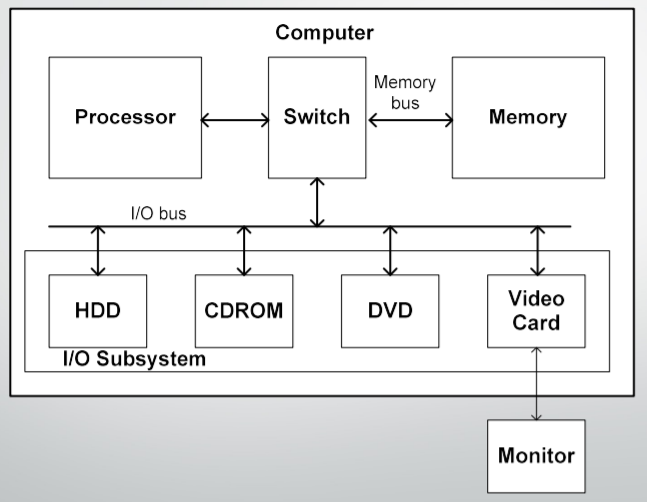 Computer
Processor
Switch
Memory
bus
Memory
I/O bus
HDD
CDROM
DVD
Video
Card
I/O Subsystem
Monitor